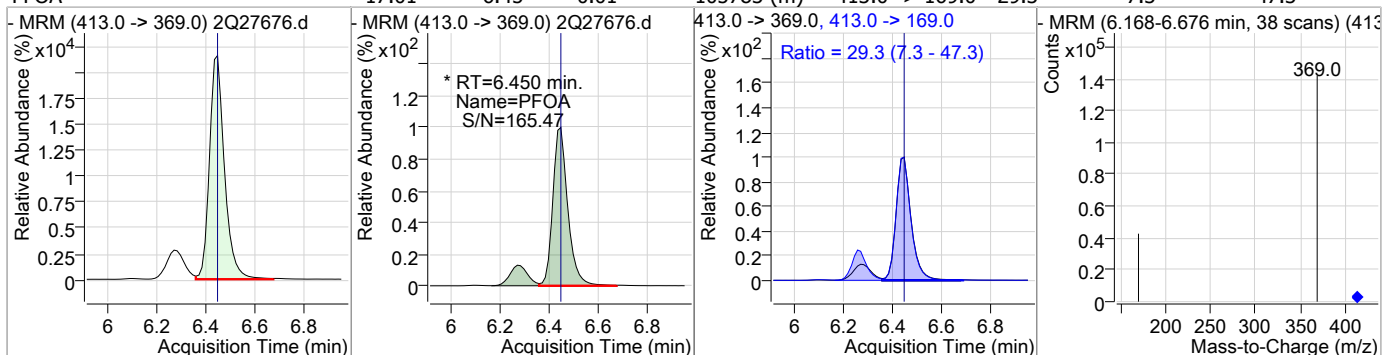 - MRM (413.0 -> 369.0) 2Q27676.d
x10⁴
Relative Abundance (%)
1.75
1.5
1.25
1
0.75
0.5
0.25
0
6 6.2 6.4 6.6 6.8
Acquisition Time (min)
- MRM (413.0 -> 369.0) 2Q27676.d
x10²
Relative Abundance (%)
* RT=6.450 min.
Name=PFOA
S/N=165.47
1.2
1
0.8
0.6
0.4
0.2
0
6 6.2 6.4 6.6 6.8
Acquisition Time (min)
413.0 -> 369.0, 413.0 -> 169.0
x10²
Ratio = 29.3 (7.3 - 47.3)
Relative Abundance (%)
1.6
1.4
1.2
1
0.8
0.6
0.4
0.2
0
6 6.2 6.4 6.6 6.8
Acquisition Time (min)
- MRM (6.168-6.676 min, 38 scans) (413
x10⁵
Counts
369.0
1.4
1.2
1
0.8
0.6
0.4
0.2
0
200 250 300 350 400
Mass-to-Charge (m/z)